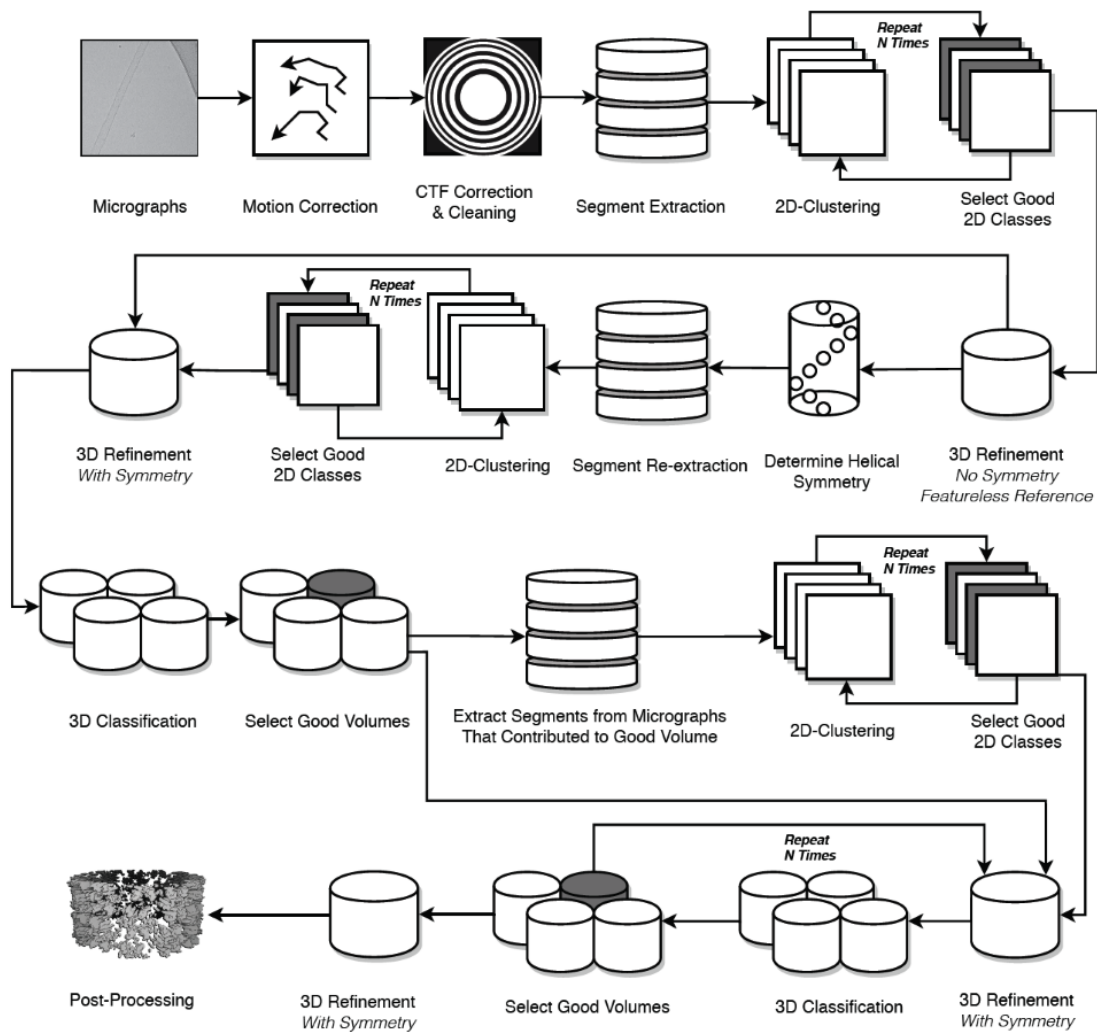 Repeat
N Times
Micrographs
Motion Correction
CTF Correction
& Cleaning
Segment Extraction
2D-Clustering
Select Good
2D Classes
Repeat
N Times
3D Refinement
With Symmetry
Select Good
2D Classes
2D-Clustering
Segment Re-extraction
Determine Helical
Symmetry
3D Refinement
No Symmetry
Featureless Reference
Repeat
N Times
3D Classification
Select Good Volumes
Extract Segments from Micrographs
That Contributed to Good Volume
2D-Clustering
Select Good
2D Classes
Repeat
N Times
Post-Processing
3D Refinement
With Symmetry
Select Good Volumes
3D Classification
3D Refinement
With Symmetry